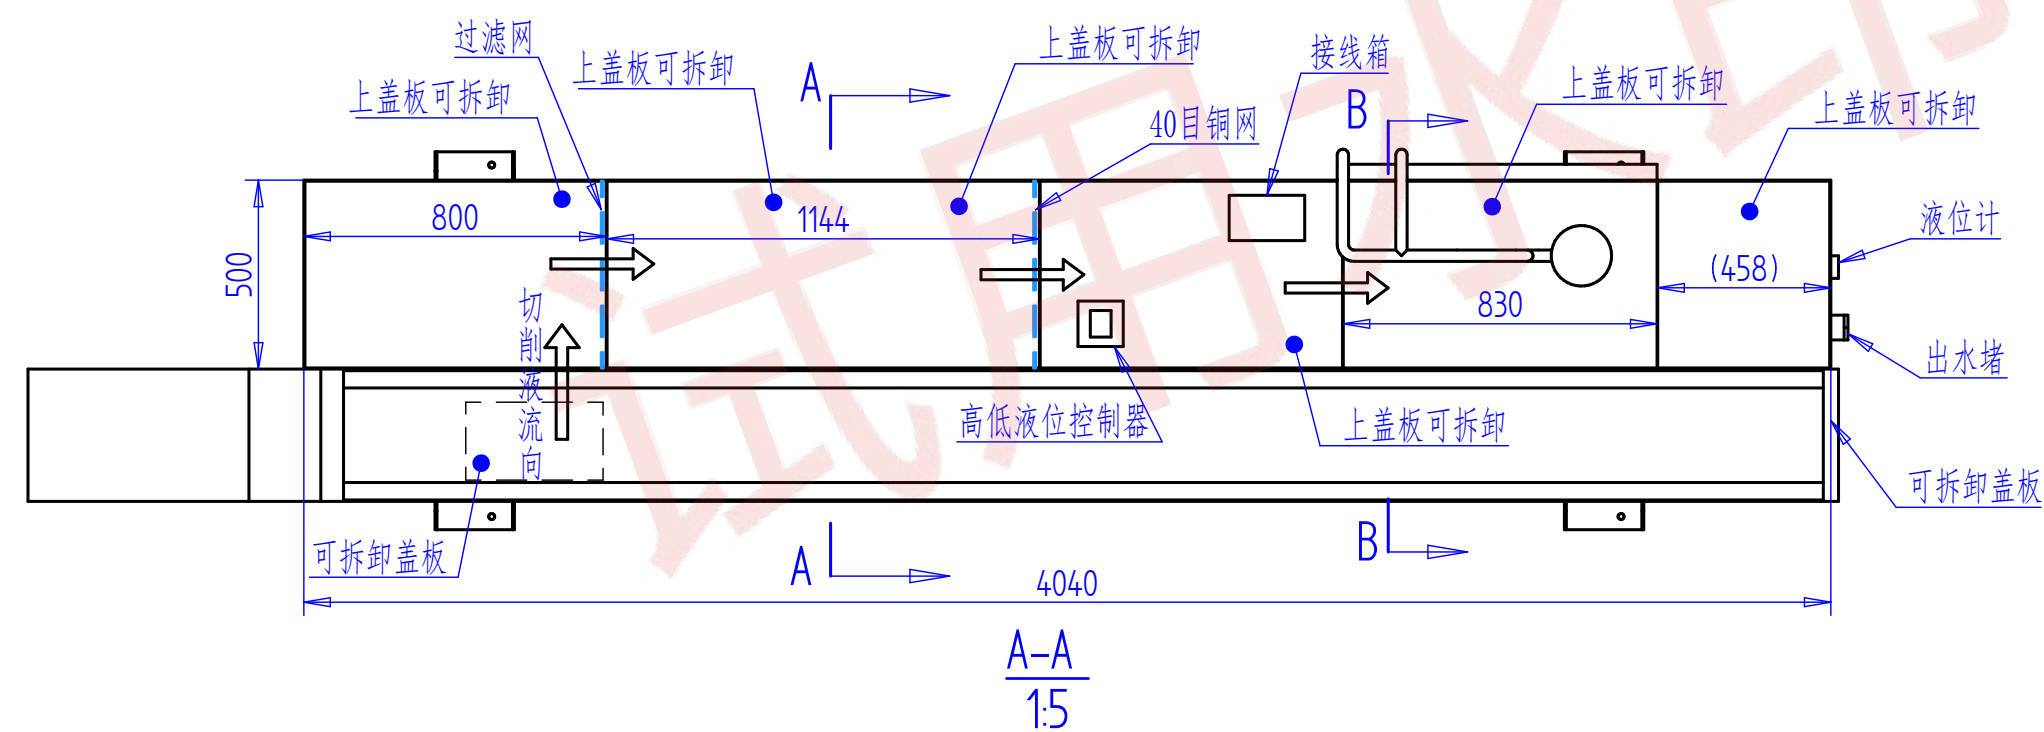 过滤网
上盖板可拆卸
上盖板可拆卸
上盖板可拆卸
接线箱
上盖板可拆卸
上盖板可拆卸
A
B
40目铜网
800
1144
500
液位计
(458)
830
切削液流向
出水堵
高低液位控制器
上盖板可拆卸
可拆卸盖板
可拆卸盖板
A
B
4040
A-A
1:5
试用水印